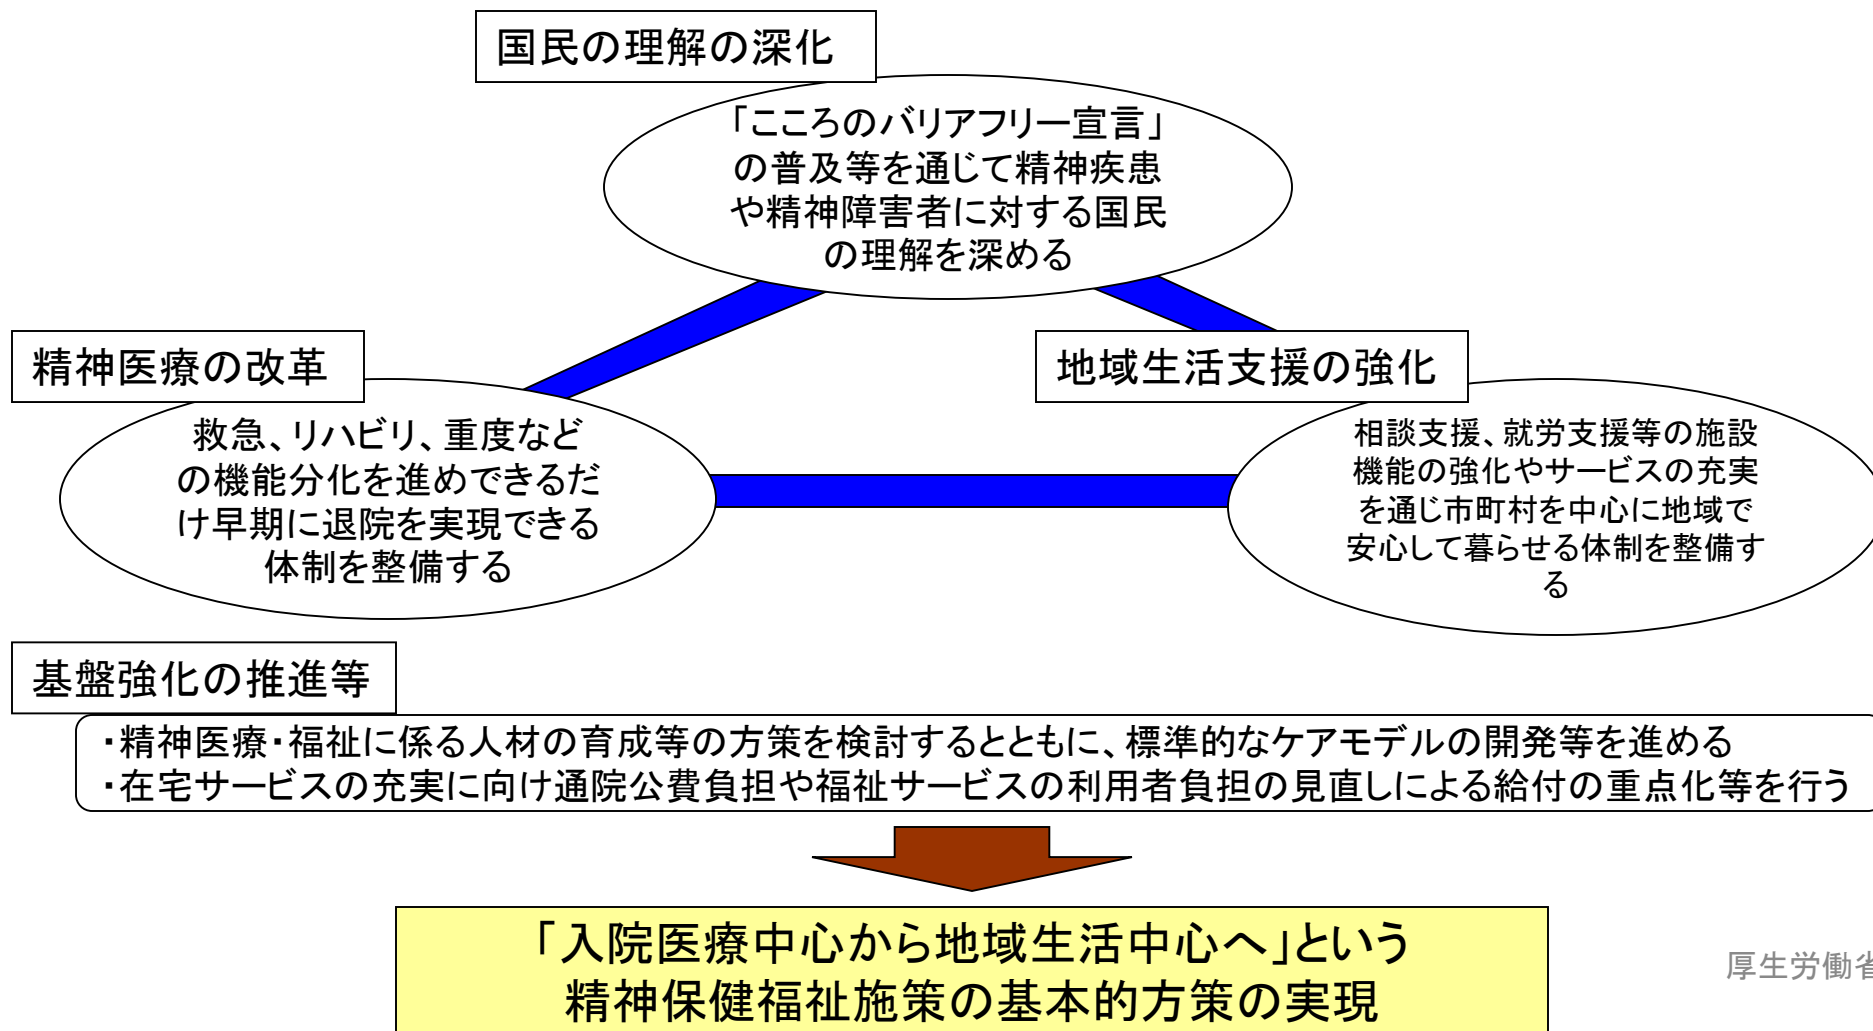 国民の理解の深化
「こころのバリアフリー宣言」
の普及等を通じて精神疾患
や精神障害者に対する国民
の理解を深める
精神医療の改革
救急、リハビリ、重度など
の機能分化を進めできるだ
け早期に退院を実現できる
体制を整備する
地域生活支援の強化
相談支援、就労支援等の施設
機能の強化やサービスの充実
を通じ市町村を中心に地域で
安心して暮らせる体制を整備す
る
基盤強化の推進等
・精神医療・福祉に係る人材の育成等の方策を検討するとともに、標準的なケアモデルの開発等を進める
・在宅サービスの充実に向け通院公費負担や福祉サービスの利用者負担の見直しによる給付の重点化等を行う
「入院医療中心から地域生活中心へ」という
精神保健福祉施策の基本的方策の実現
厚生労働省